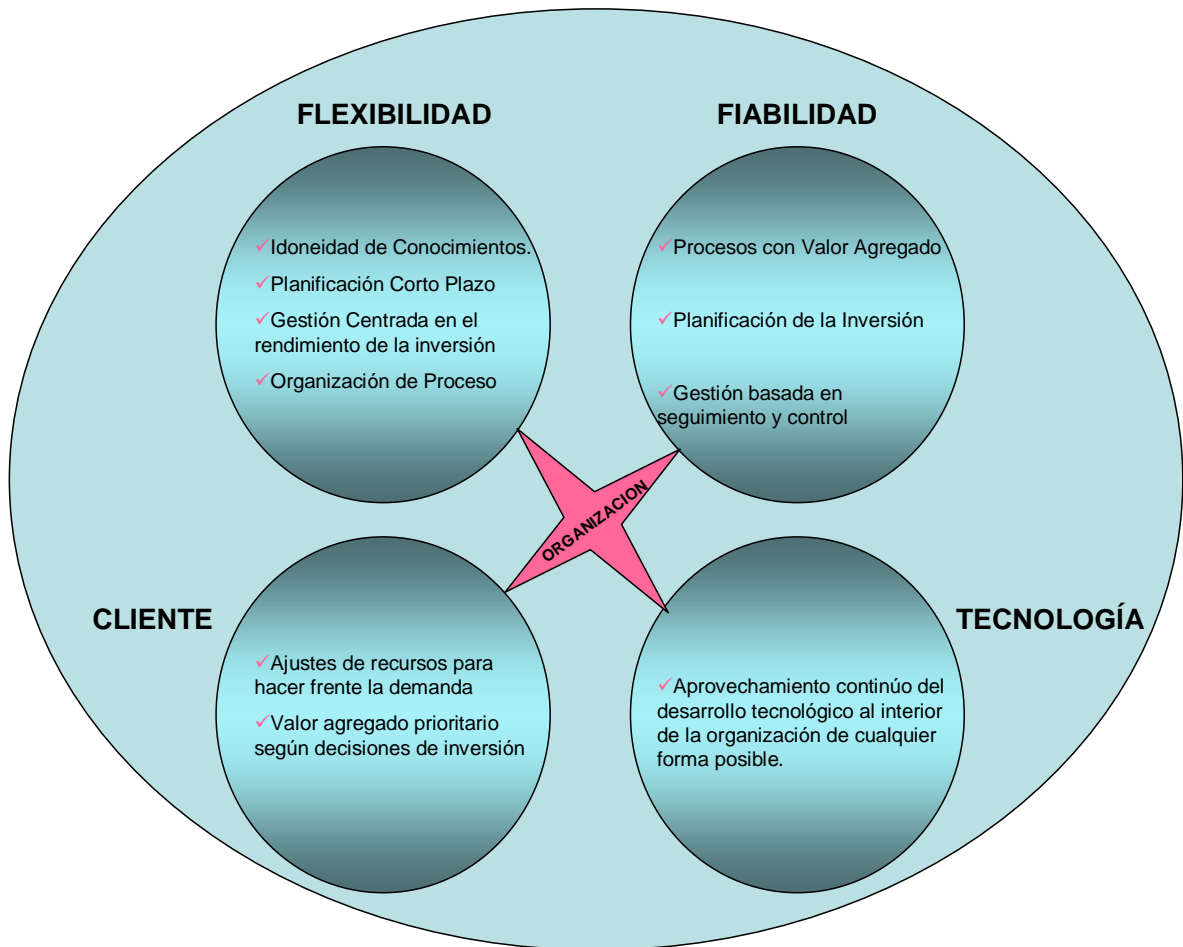 FLEXIBILIDAD
✓Idoneidad de Conocimientos.
✓Planificación Corto Plazo
✓Gestión Centrada en el
rendimiento de la inversión
✓Organización de Proceso
FIABILIDAD
✓Procesos con Valor Agregado
✓Planificación de la Inversión
✓Gestión basada en
seguimiento y control
ORGANIZACION
CLIENTE
✓Ajustes de recursos para
hacer frente la demanda
✓Valor agregado prioritario
según decisiones de inversión
TECNOLOGÍA
✓Aprovechamiento continúo del
desarrollo tecnológico al interior
de la organización de cualquier
forma posible.